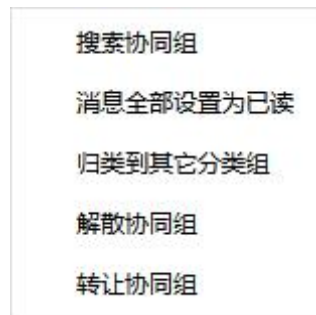 搜素协同组
消息全部设置为已读
归类到其它分类组
解散协同组
转让协同组